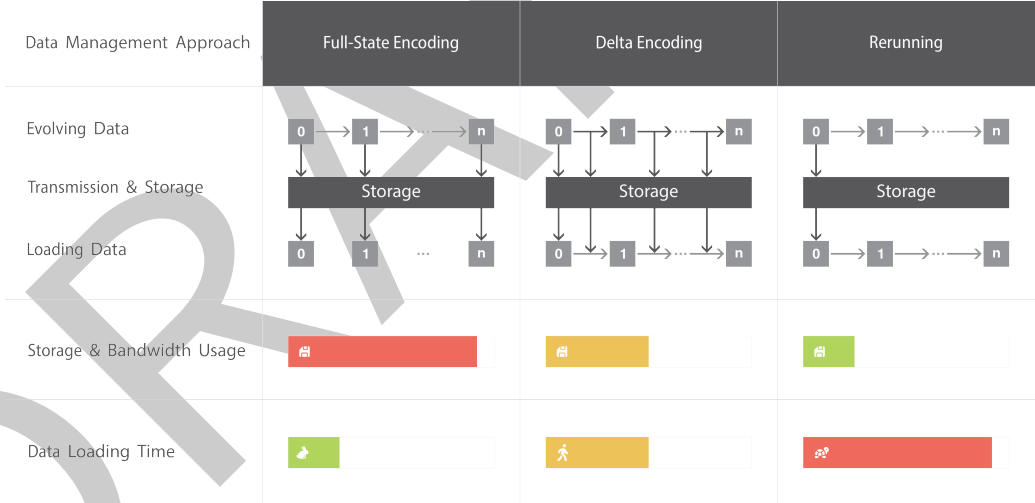 Data Management Approach Full-State Encoding Delta Encoding Rerunning
Evolving Data 0 1 ... n 0 1 ... n 0 1 ... n
Transmission & Storage Storage Storage Storage
Loading Data 0 1 ... n 0 1 ... n 0 1 ... n
Storage & Bandwidth Usage
Data Loading Time